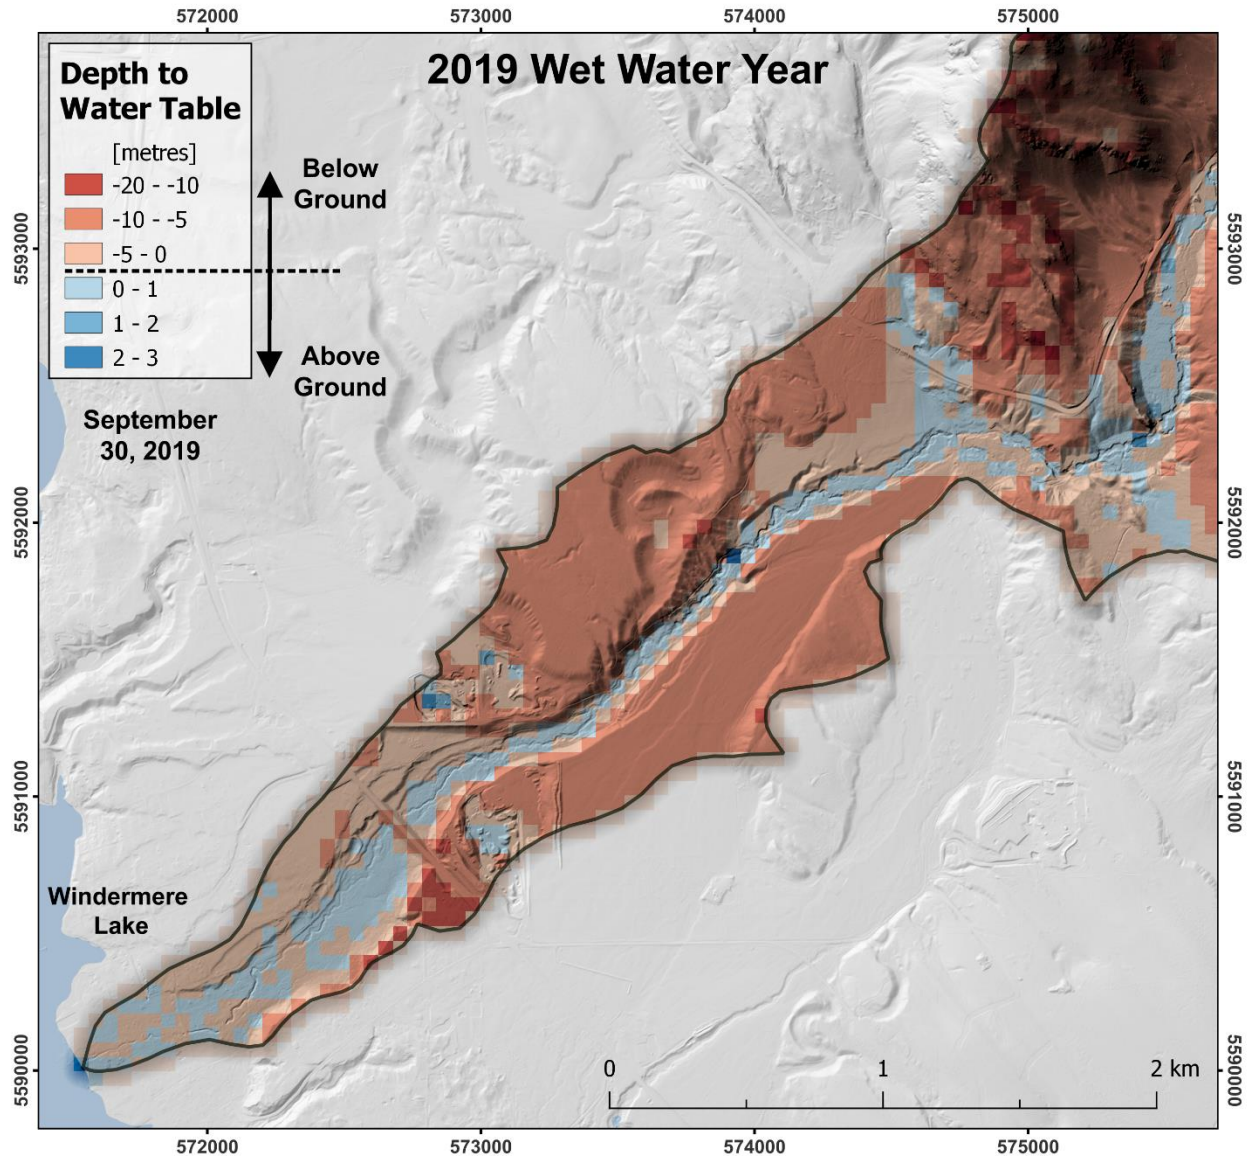 572000
573000
574000
575000
2019 Wet Water Year
Depth to
Water Table
[metres]
-20 - -10
-10 - -5
-5 - 0
0 - 1
1 - 2
2 - 3
Below
Ground
Above
Ground
September
30, 2019
Windermere
Lake
5593000
5592000
5591000
5590000
5593000
5592000
5591000
5590000
0
1
2 km
572000
573000
574000
575000